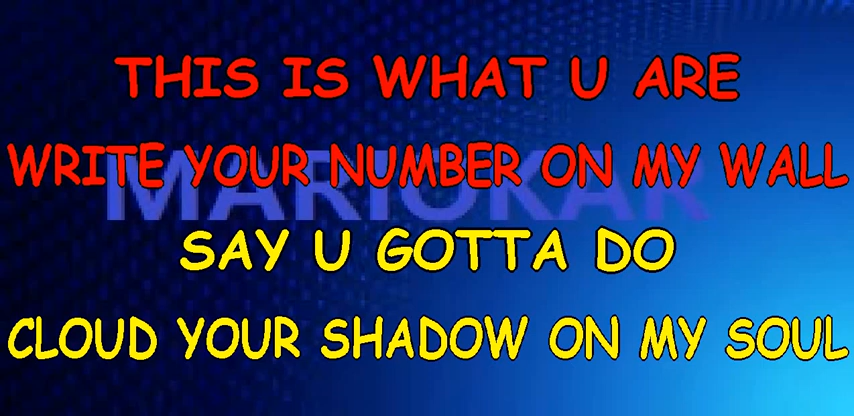 THIS IS WHAT U ARE
WRITE YOUR NUMBER ON MY WALL
MARIOKAR
SAY U GOTTA DO
CLOUD YOUR SHADOW ON MY SOUL